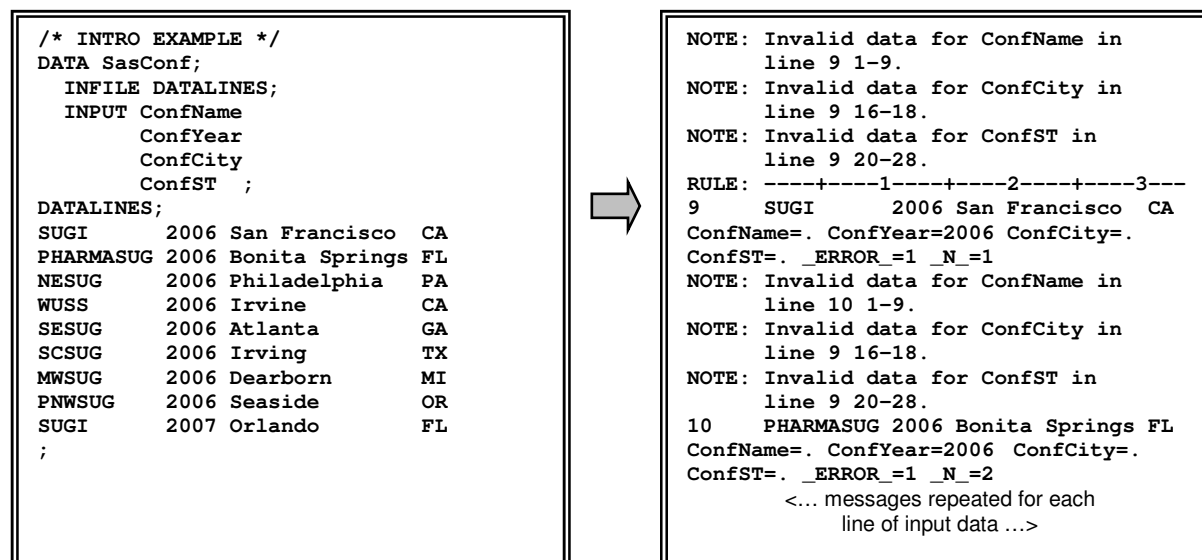 /* INTRO EXAMPLE */
DATA SasConf;
INFILE DATALINES;
INPUT ConfName
ConfYear
ConfCity
ConfST ;
DATALINES;
SUGI 2006 San Francisco CA
PHARMASUG 2006 Bonita Springs FL
NESUG 2006 Philadelphia PA
WUSS 2006 Irvine CA
SESUG 2006 Atlanta GA
SCSUG 2006 Irving TX
MWSUG 2006 Dearborn MI
PNWSUG 2006 Seaside OR
SUGI 2007 Orlando FL
;
NOTE: Invalid data for ConfName in
line 9 1-9.
NOTE: Invalid data for ConfCity in
line 9 16-18.
NOTE: Invalid data for ConfST in
line 9 20-28.
RULE: ----+----1----+----2----+----3---
9 SUGI 2006 San Francisco CA
ConfName=. ConfYear=2006 ConfCity=.
ConfST=. _ERROR_=1 _N_=1
NOTE: Invalid data for ConfName in
line 10 1-9.
NOTE: Invalid data for ConfCity in
line 9 16-18.
NOTE: Invalid data for ConfST in
line 9 20-28.
10 PHARMASUG 2006 Bonita Springs FL
ConfName=. ConfYear=2006 ConfCity=.
ConfST=. _ERROR_=1 _N_=2
<… messages repeated for each
line of input data …>